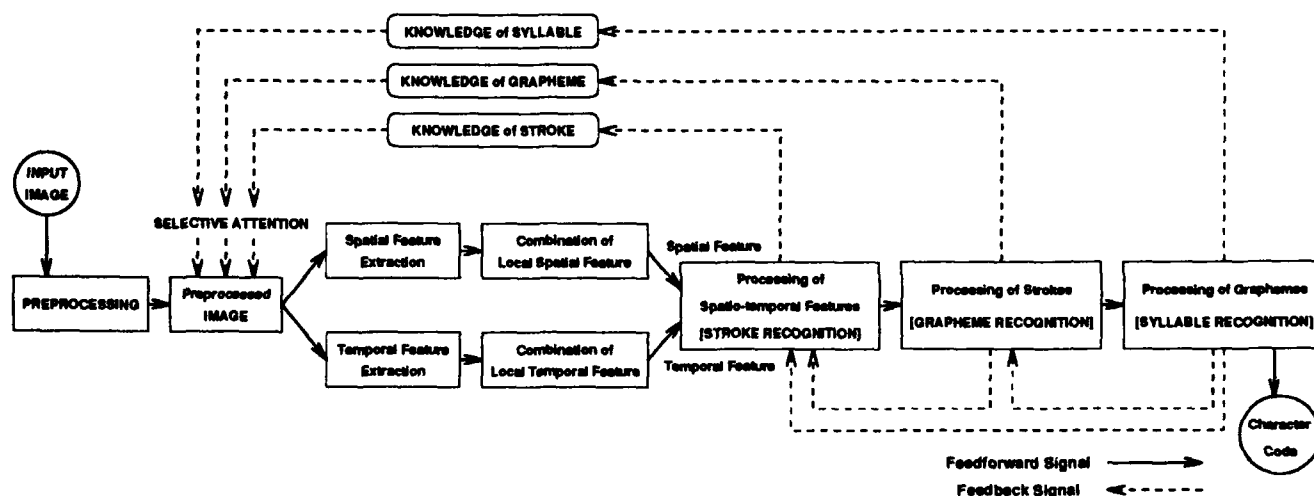 KNOWLEDGE of SYLLABLE
KNOWLEDGE of GRAPHEME
KNOWLEDGE of STROKE
INPUT
IMAGE
SELECTIVE ATTENTION
PREPROCESSING
Preprocessed
IMAGE
Spatial Feature
Extraction
Combination of
Local Spatial Feature
Spatial Feature
Temporal Feature
Extraction
Combination of
Local Temporal Feature
Temporal Feature
Processing of
Spatio-temporal Features
[STROKE RECOGNITION]
Processing of Strokes
[GRAPHEME RECOGNITION]
Processing of Graphemes
[SYLLABLE RECOGNITION]
Character
Code
Feedforward Signal
Feedback Signal